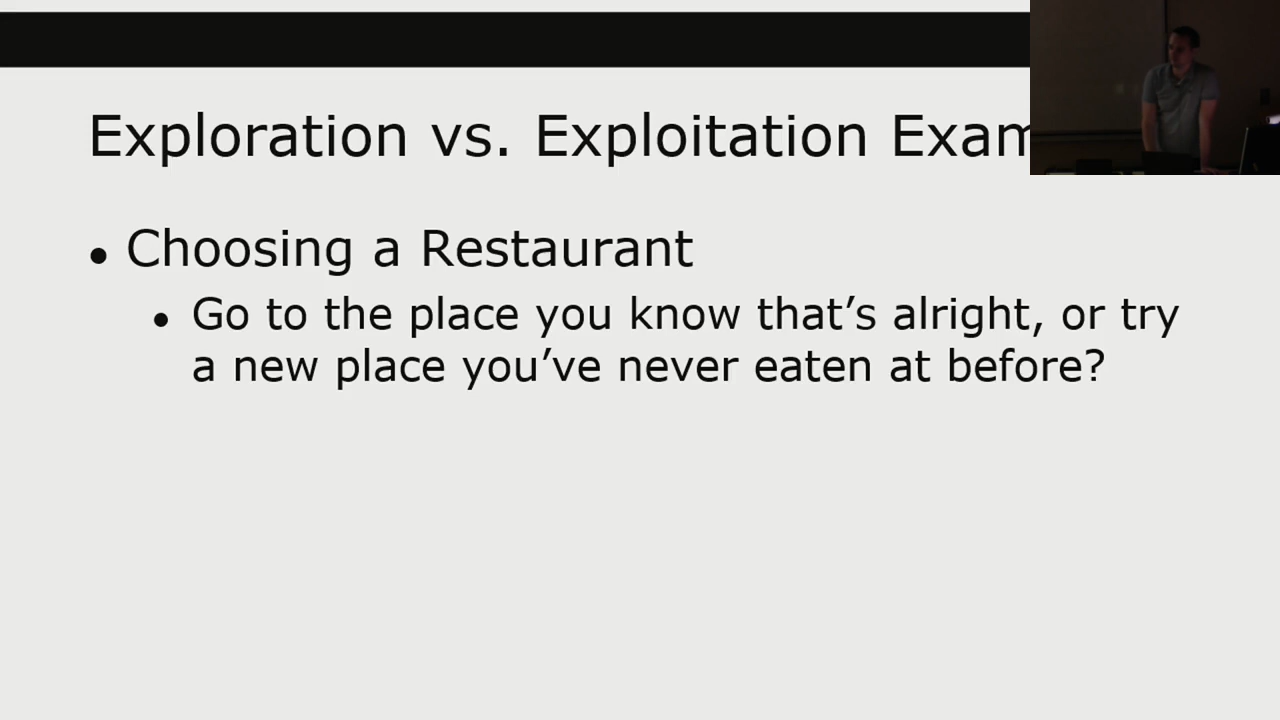 Exploration vs. Exploitation Exam
• Choosing a Restaurant
• Go to the place you know that's alright, or try
a new place you've never eaten at before?